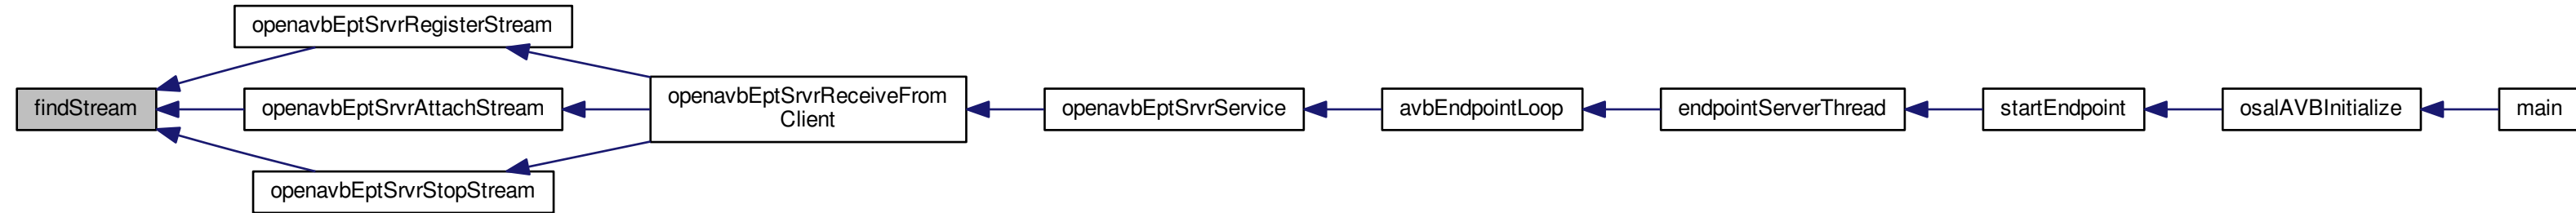 openavbEptSrvrRegisterStream
findStream
openavbEptSrvrAttachStream
openavbEptSrvrStopStream
openavbEptSrvrReceiveFrom
Client
openavbEptSrvrService
avbEndpointLoop
endpointServerThread
startEndpoint
osalAVBInitialize
main